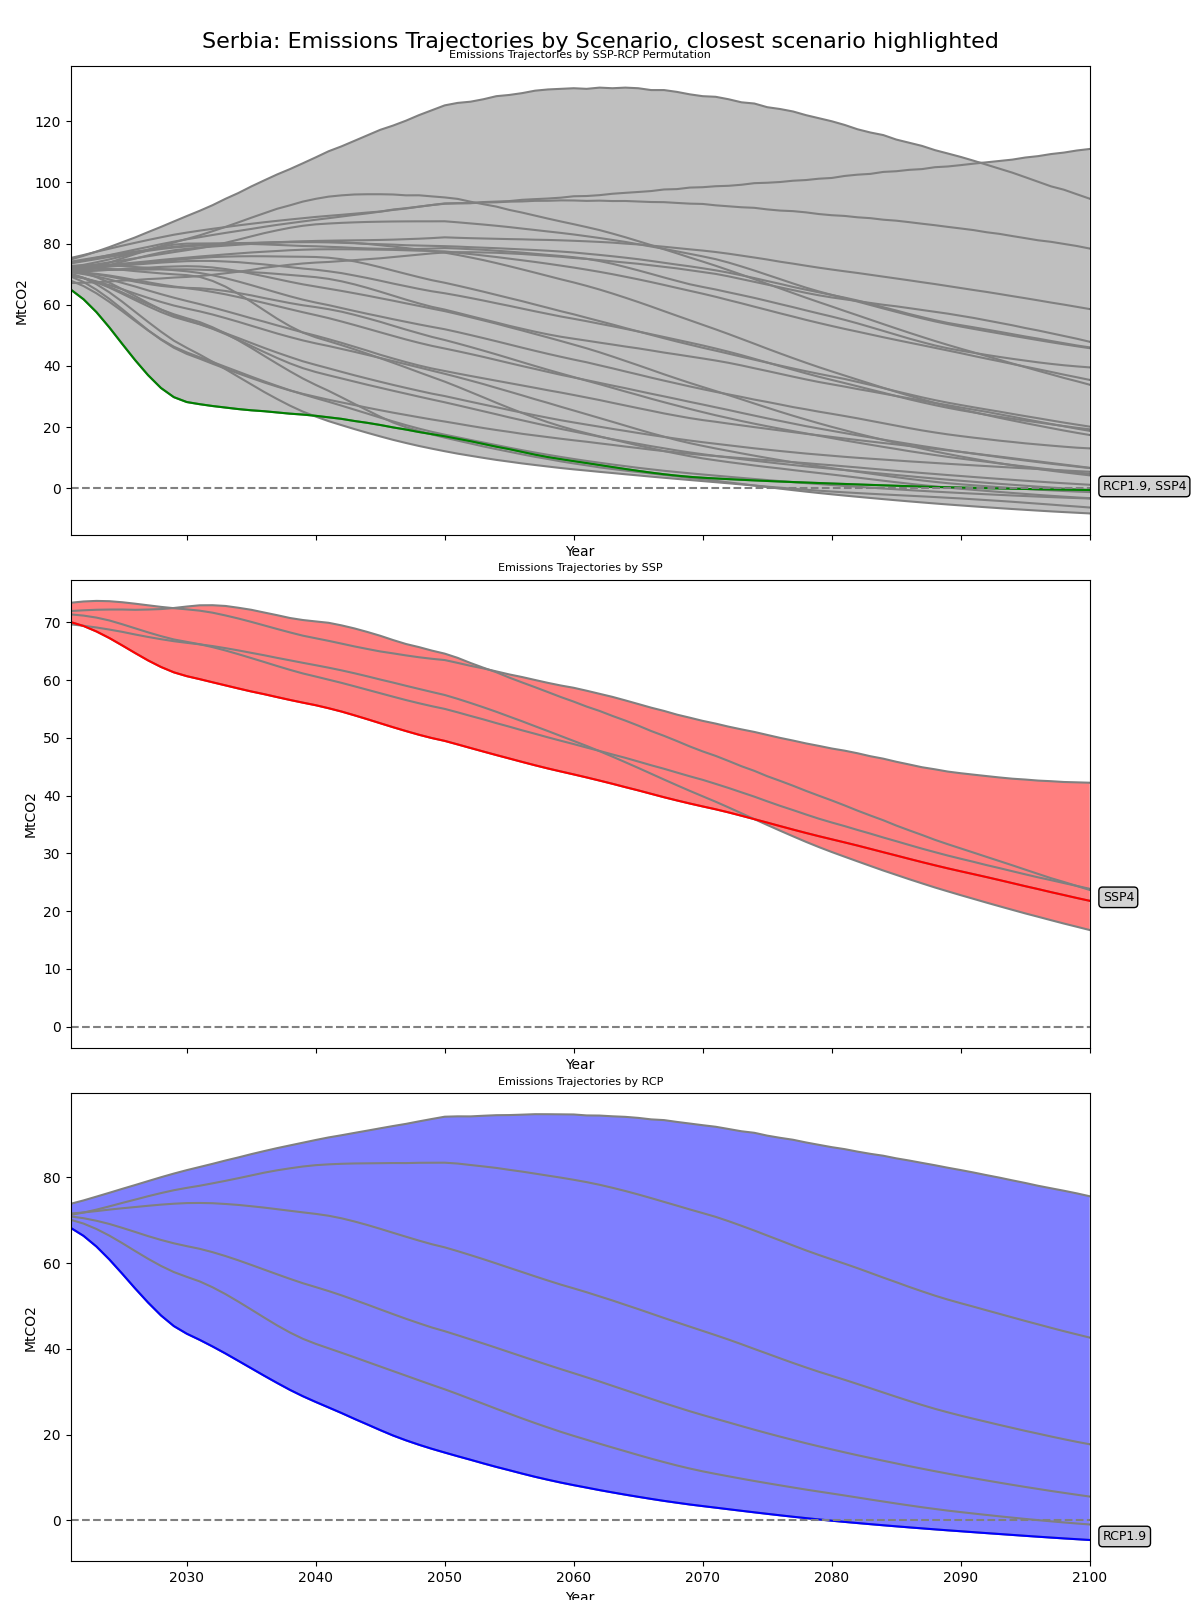 Serbia: Emissions Trajectories by Scenario, closest scenario highlighted
Emissions Trajectories by SSP-RCP Permutation
120
100
80
60
40
20
0
MtCO2
RCP1.9, SSP4
Year
Emissions Trajectories by SSP
70
60
50
40
30
20
10
0
MtCO2
SSP4
Year
Emissions Trajectories by RCP
80
60
40
20
0
MtCO2
RCP1.9
2030 2040 2050 2060 2070 2080 2090 2100
Year